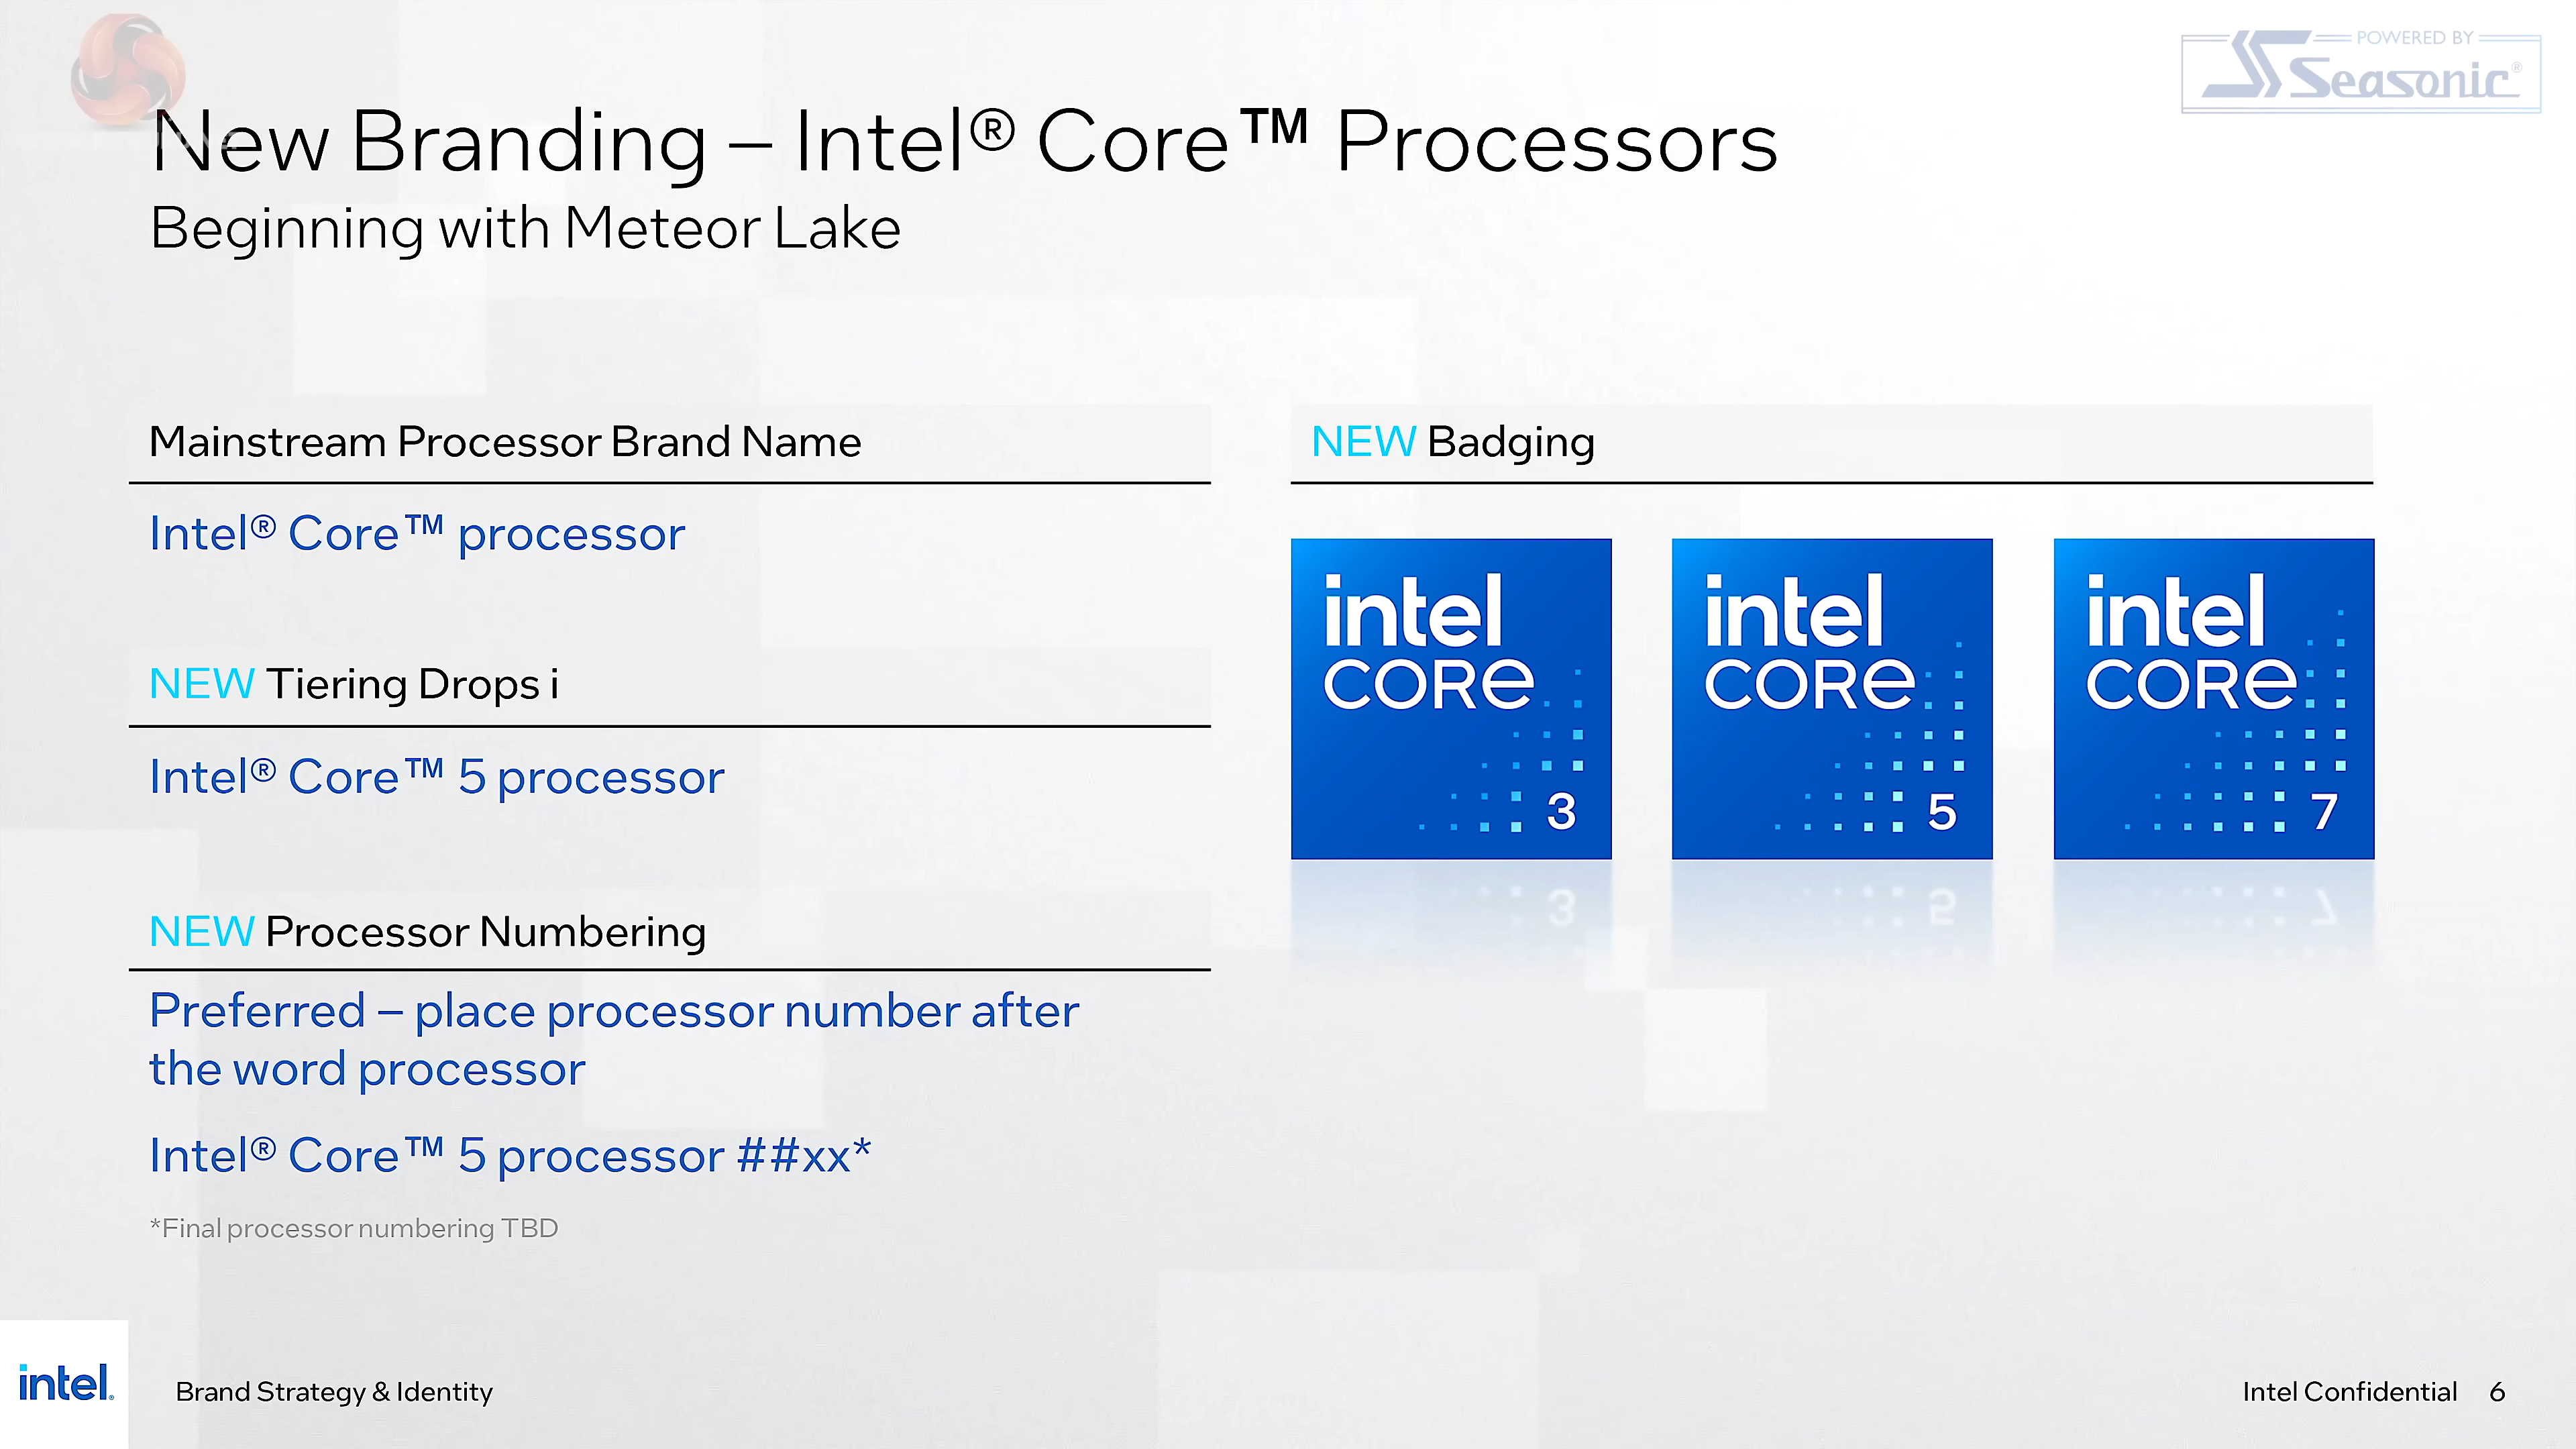 POWERED BY
Seasonic®
New Branding – Intel® Core™ Processors
Beginning with Meteor Lake
Mainstream Processor Brand Name
Intel® Core™ processor
NEW Tiering Drops i
Intel® Core™ 5 processor
NEW Processor Numbering
Preferred – place processor number after
the word processor
Intel® Core™ 5 processor ##xx*
*Final processor numbering TBD
NEW Badging
intel
CORe
3
intel
CORe
5
intel
CORe
7
intel.
Brand Strategy & Identity
Intel Confidential 6